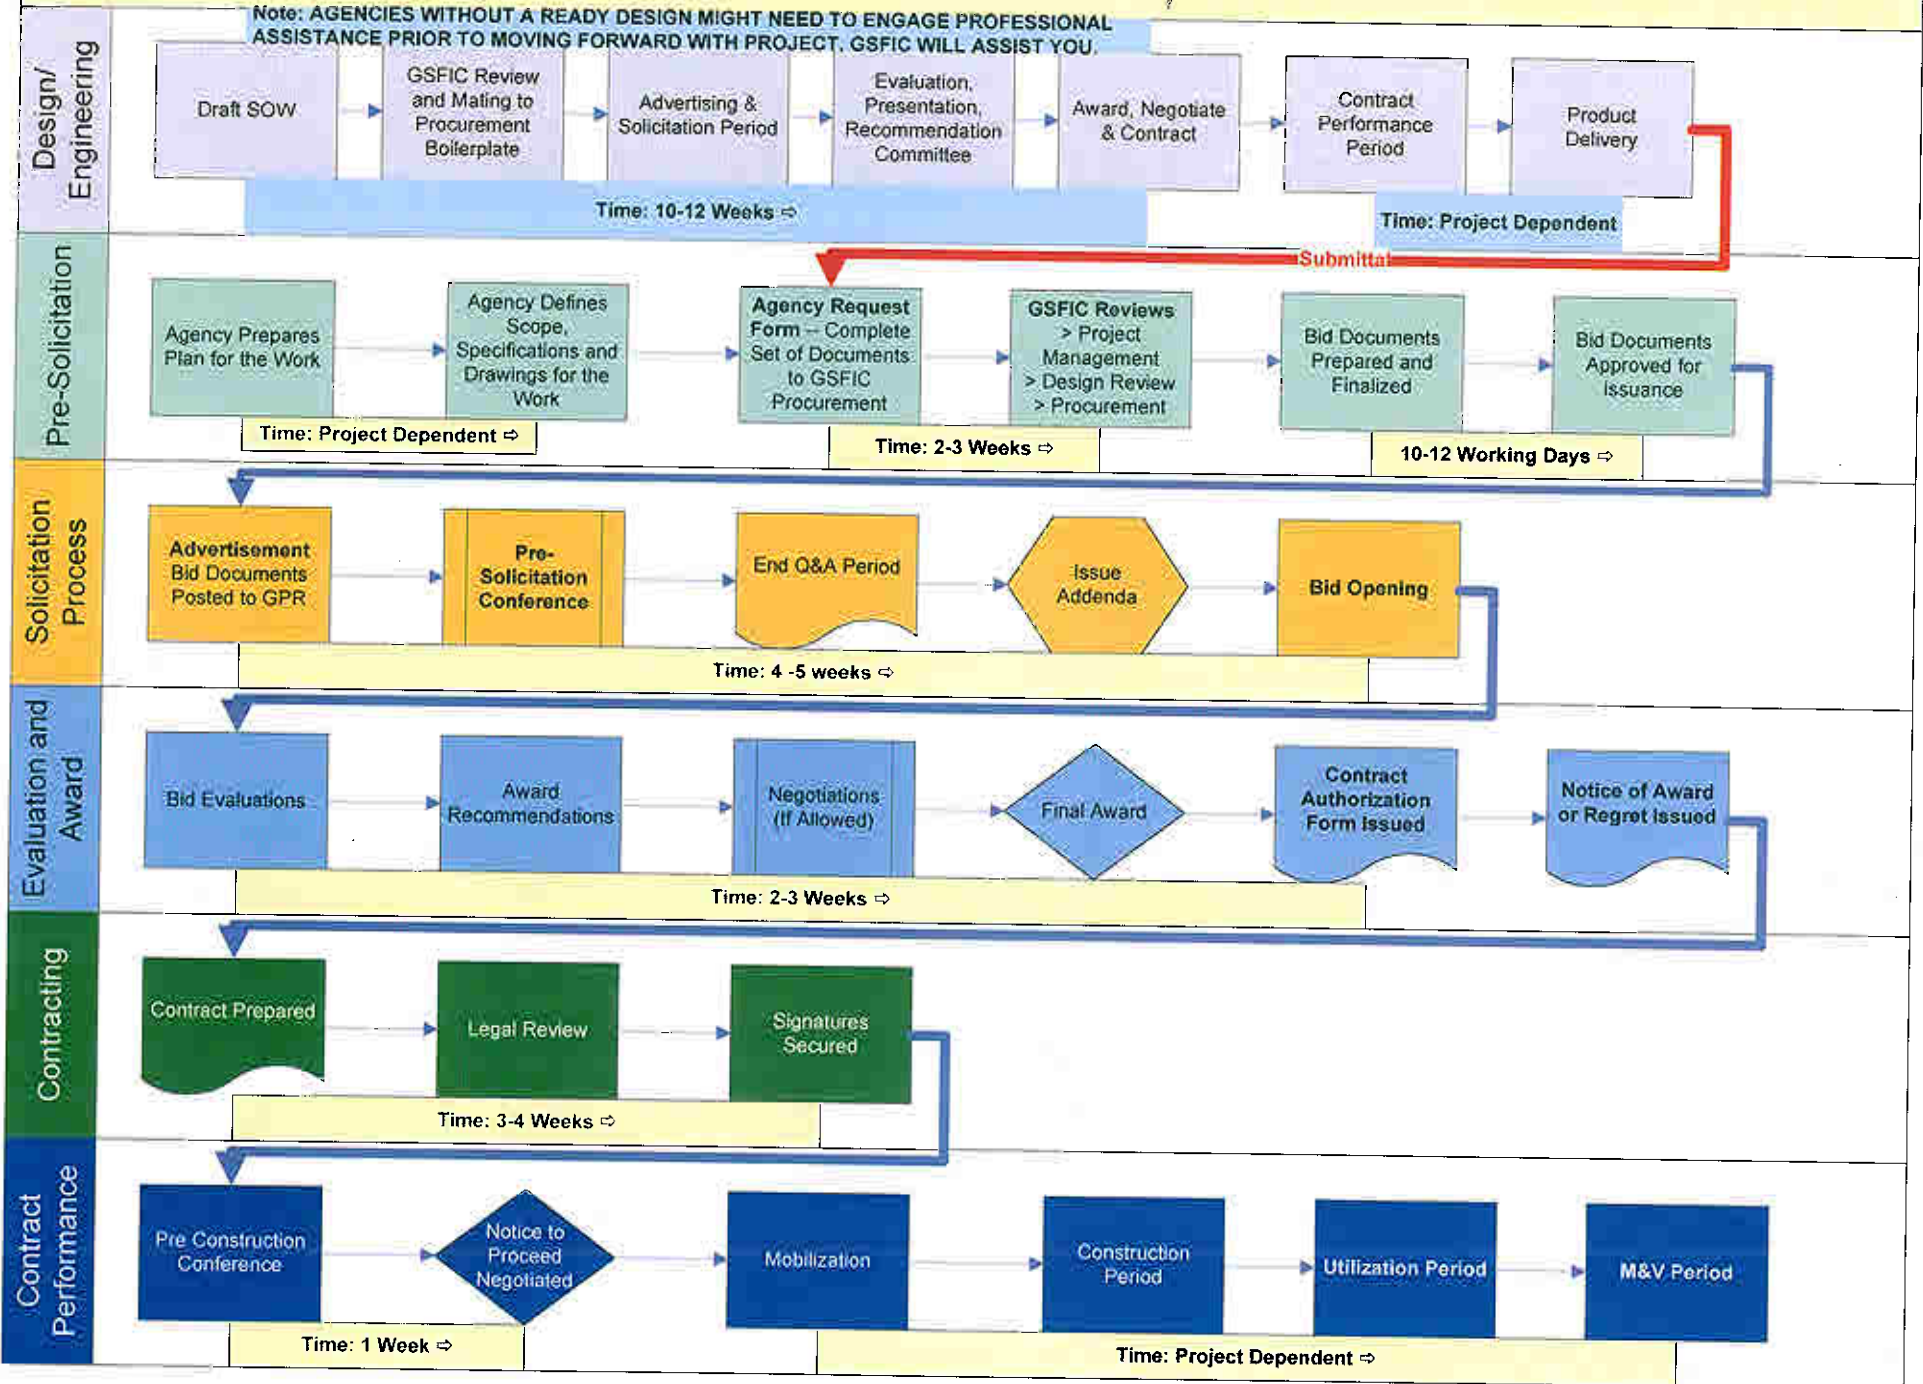 Note: AGENCIES WITHOUT A READY DESIGN MIGHT NEED TO ENGAGE PROFESSIONAL
ASSISTANCE PRIOR TO MOVING FORWARD WITH PROJECT. GSFIC WILL ASSIST YOU.
Design/
Engineering
Draft SOW
GSFIC Review
and Mating to
Procurement
Boilerplate
Advertising &
Solicitation Period
Evaluation,
Presentation,
Recommendation
Committee
Award, Negotiate
& Contract
Contract
Performance
Period
Product
Delivery
Time: 10-12 Weeks ⇨
Time: Project Dependent
Submittal
Pre-Solicitation
Agency Prepares
Plan for the Work
Agency Defines
Scope,
Specifications and
Drawings for the
Work
Agency Request
Form – Complete
Set of Documents
to GSFIC
Procurement
GSFIC Reviews
> Project
Management
> Design Review
> Procurement
Bid Documents
Prepared and
Finalized
Bid Documents
Approved for
Issuance
Time: Project Dependent ⇨
Time: 2-3 Weeks ⇨
10-12 Working Days ⇨
Solicitation
Process
Advertisement
Bid Documents
Posted to GPR
Pre-
Solicitation
Conference
End Q&A Period
Issue
Addenda
Bid Opening
Time: 4 -5 weeks ⇨
Evaluation and
Award
Bid Evaluations
Award
Recommendations
Negotiations
(If Allowed)
Final Award
Contract
Authorization
Form Issued
Notice of Award
or Regret Issued
Time: 2-3 Weeks ⇨
Contracting
Contract Prepared
Legal Review
Signatures
Secured
Time: 3-4 Weeks ⇨
Contract
Performance
Pre Construction
Conference
Notice to
Proceed
Negotiated
Mobilization
Construction
Period
Utilization Period
M&V Period
Time: 1 Week ⇨
Time: Project Dependent ⇨